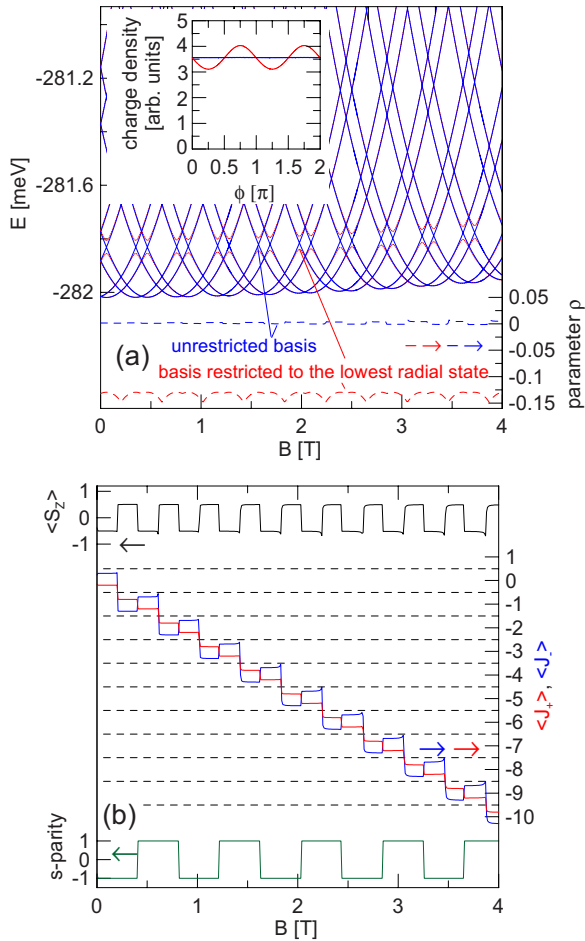 charge density
[arb. units]
5
4
3
2
1
0
0 0.5 1 1.5 2
ϕ [π]
E [meV]
-281.2
-281.6
-282
0.05
0
-0.05
-0.1
-0.15
parameter ρ
unrestricted basis
(a)
basis restricted to the lowest radial state
0 1 2 3 4
B [T]
<S_Z>
1
0
-1
1
0
-1
-2
-3
-4
-5
-6
-7
-8
-9
-10
<J_+>, <J_->
(b)
s-parity
1
0
-1
0 1 2 3 4
B [T]